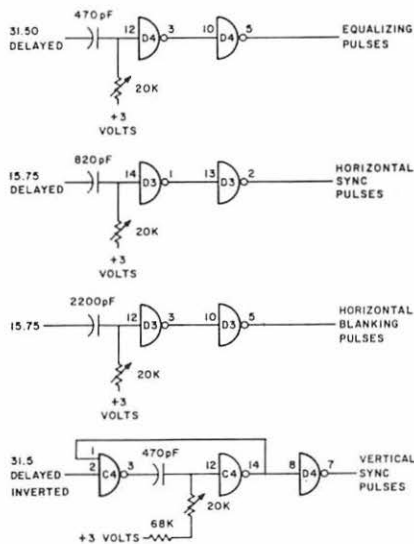 470pF
31.50 DELAYED
12 D4 3
10 D4 5
EQUALIZING PULSES
20K
+3 VOLTS
820pF
15.75 DELAYED
14 D3 1
13 D3 2
HORIZONTAL SYNC PULSES
20K
+3 VOLTS
2200pF
15.75
12 D3 3
10 D3 5
HORIZONTAL BLANKING PULSES
20K
+3 VOLTS
31.5 DELAYED INVERTED
1
2 C4 3
470pF
12 C4 14
8 D4 7
VERTICAL SYNC PULSES
20K
68K
+3 VOLTS